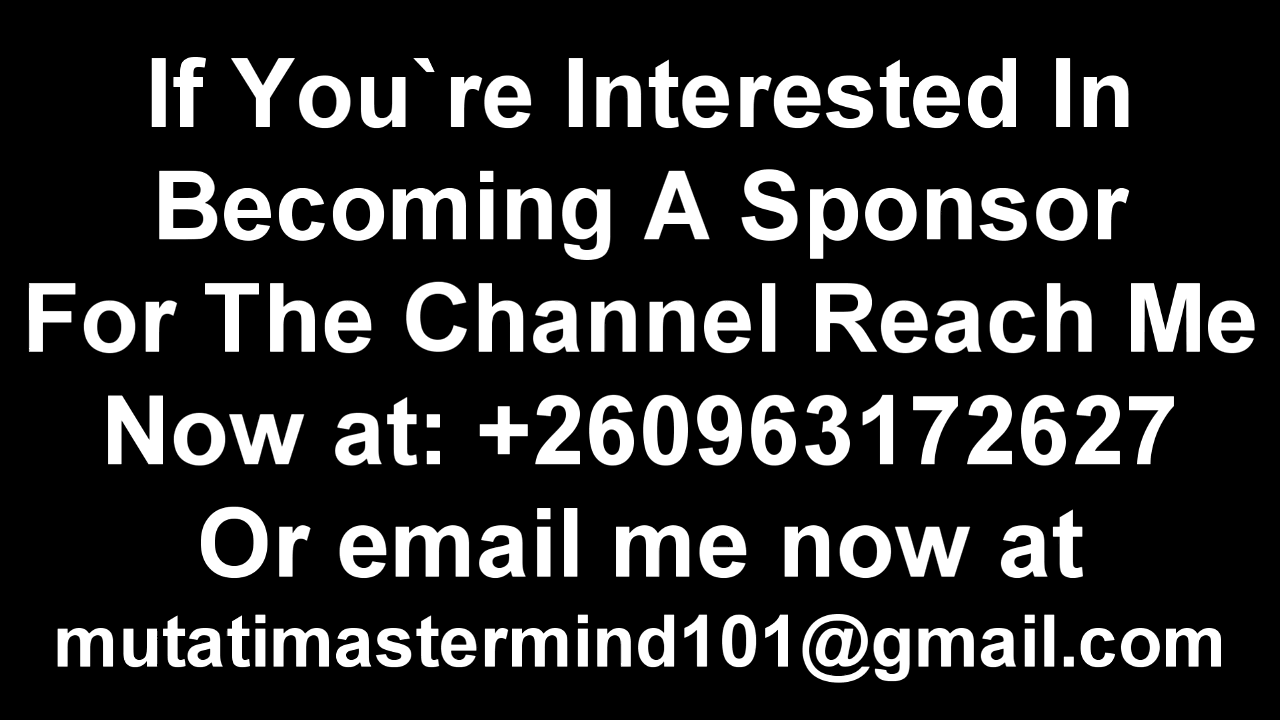 If You`re Interested In
Becoming A Sponsor
For The Channel Reach Me
Now at: +260963172627
Or email me now at
mutatimastermind101@gmail.com